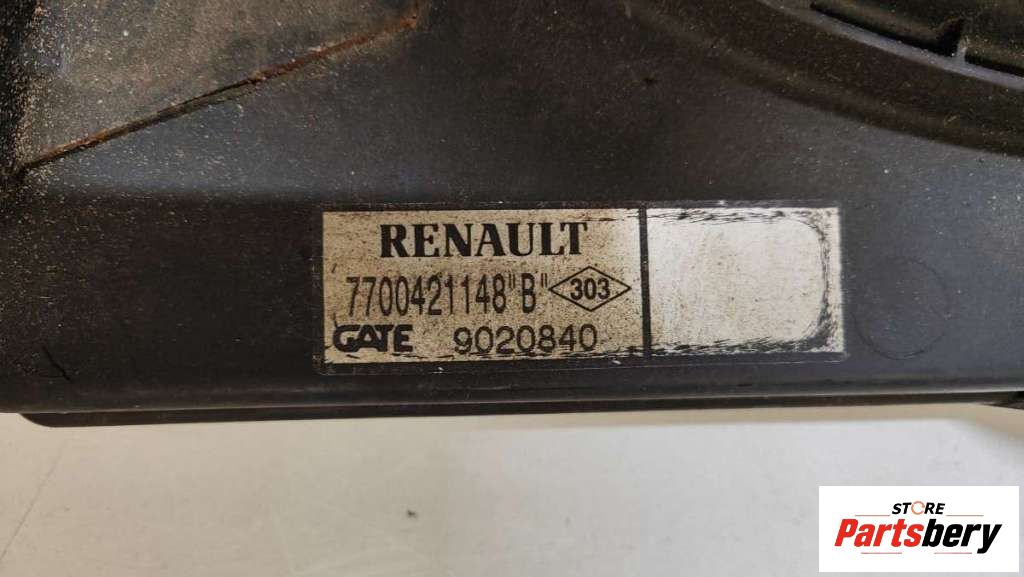 RENAULT
7700421148"B" 303
GATE 9020840
STORE
Partsbery